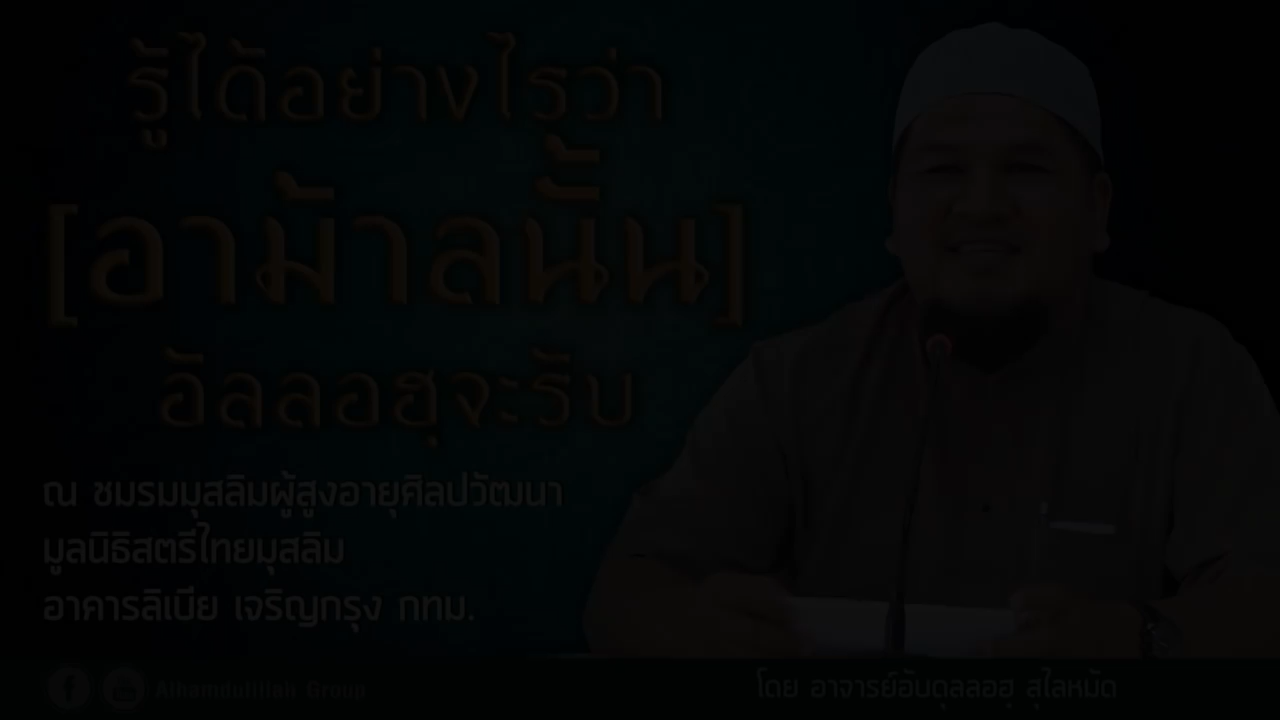 รู้ได้อย่างไรว่า
[อาม้าลนั้น]
อัลลอฮฺจะรับ
ณ ชมรมมุสลิมผู้สูงอายุศิลปวัฒนา
มูลนิธิสตรีไทยมุสลิม
อาคารลิเบีย เจริญกรุง กทม.
Alhamdulillah Group
โดย อาจารย์อับดุลลอฮฺ สุไลหมัด